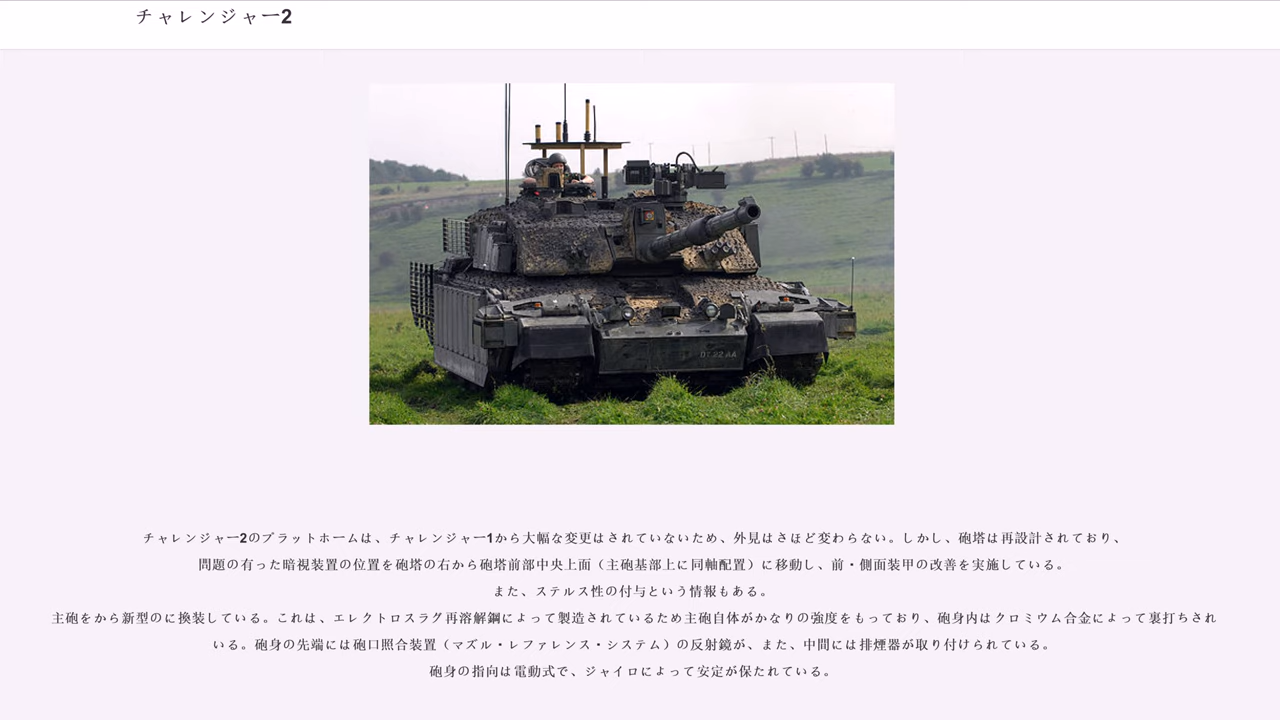 チャレンジャー2
DT 22 AA
チャレンジャー2のプラットホームは、チャレンジャー1から大幅な変更はされていないため、外見はさほど変わらない。しかし、砲塔は再設計されており、
問題の有った暗視装置の位置を砲塔の右から砲塔前部中央上面（主砲基部上に同軸配置）に移動し、前・側面装甲の改善を実施している。
また、ステルス性の付与という情報もある。
主砲をから新型のに換装している。これは、エレクトロスラグ再溶解鋼によって製造されているため主砲自体がかなりの強度をもっており、砲身内はクロミウム合金によって裏打ちされ
いる。砲身の先端には砲口照合装置（マズル・レファレンス・システム）の反射鏡が、また、中間には排煙器が取り付けられている。
砲身の指向は電動式で、ジャイロによって安定が保たれている。